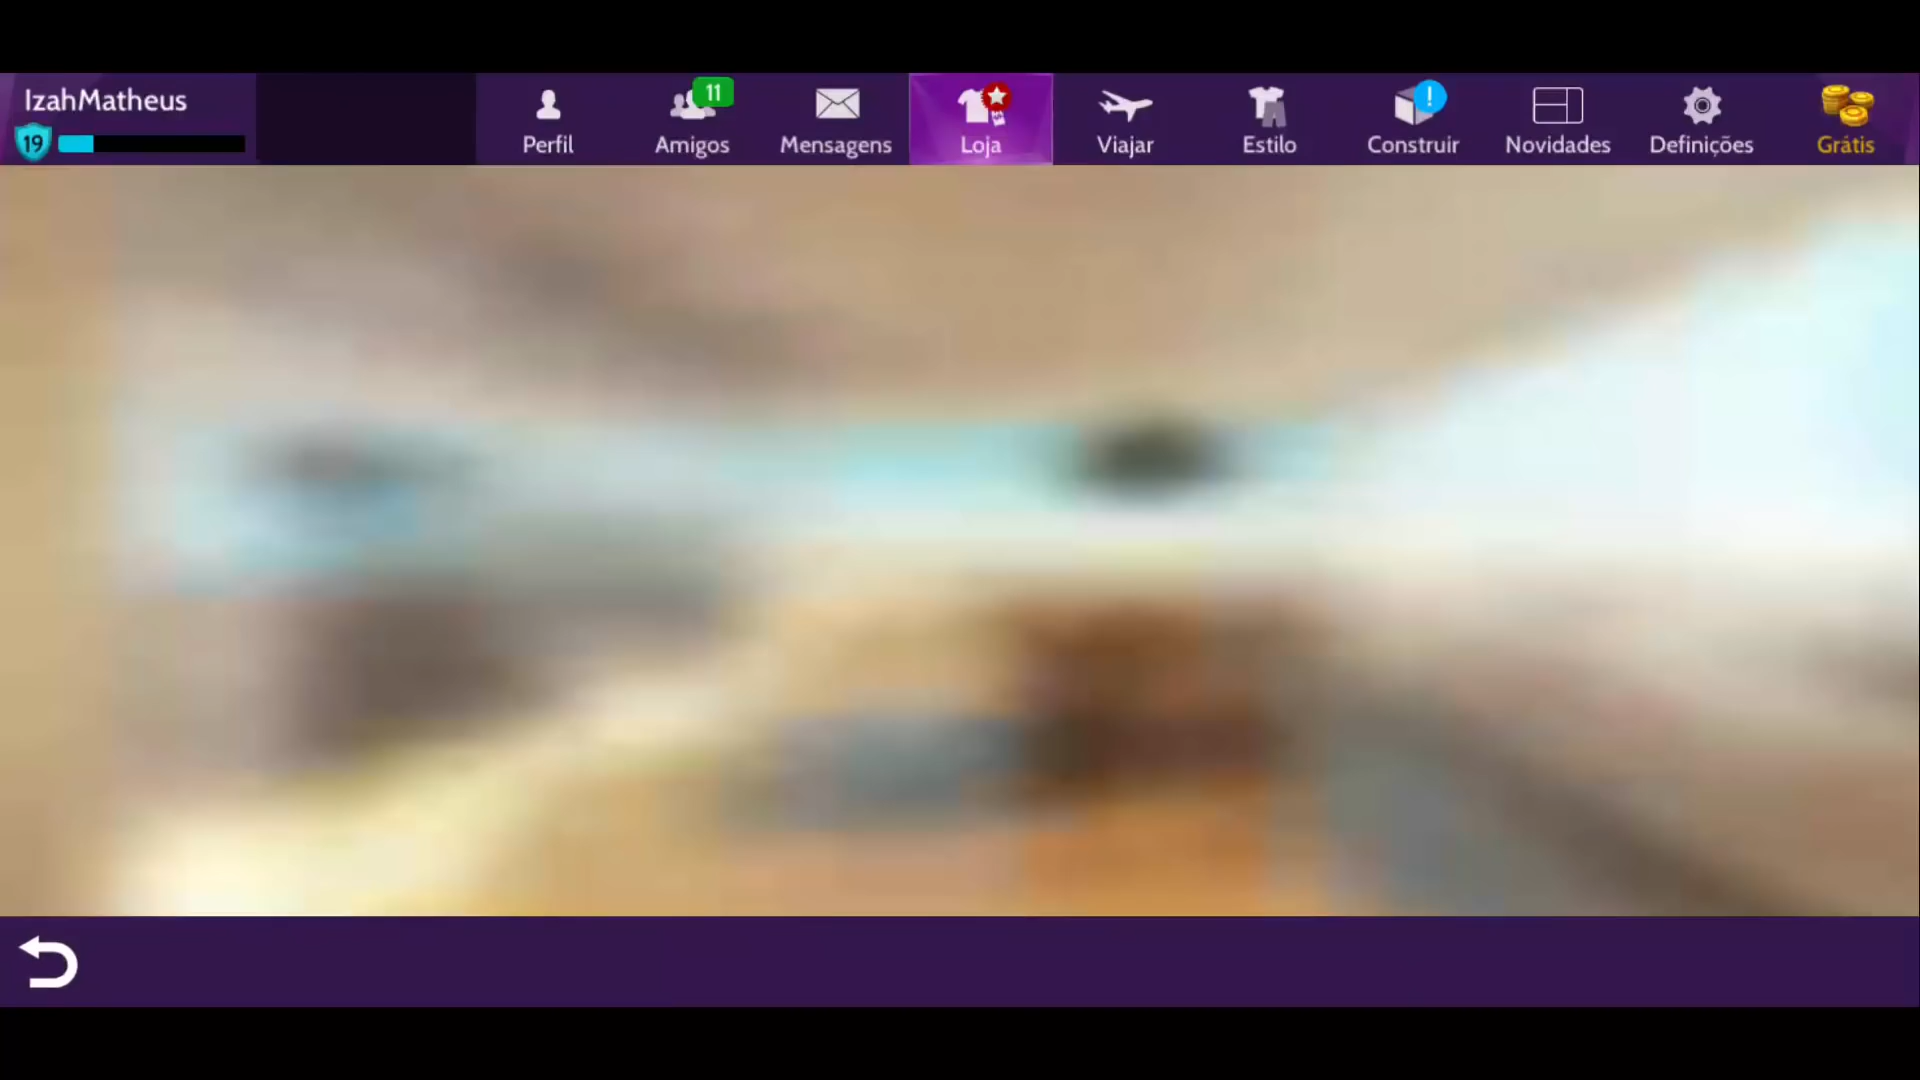 IzahMatheus
19
Perfil
11
Amigos
Mensagens
Loja
Viajar
Estilo
!
Construir
Novidades
Definições
Grátis